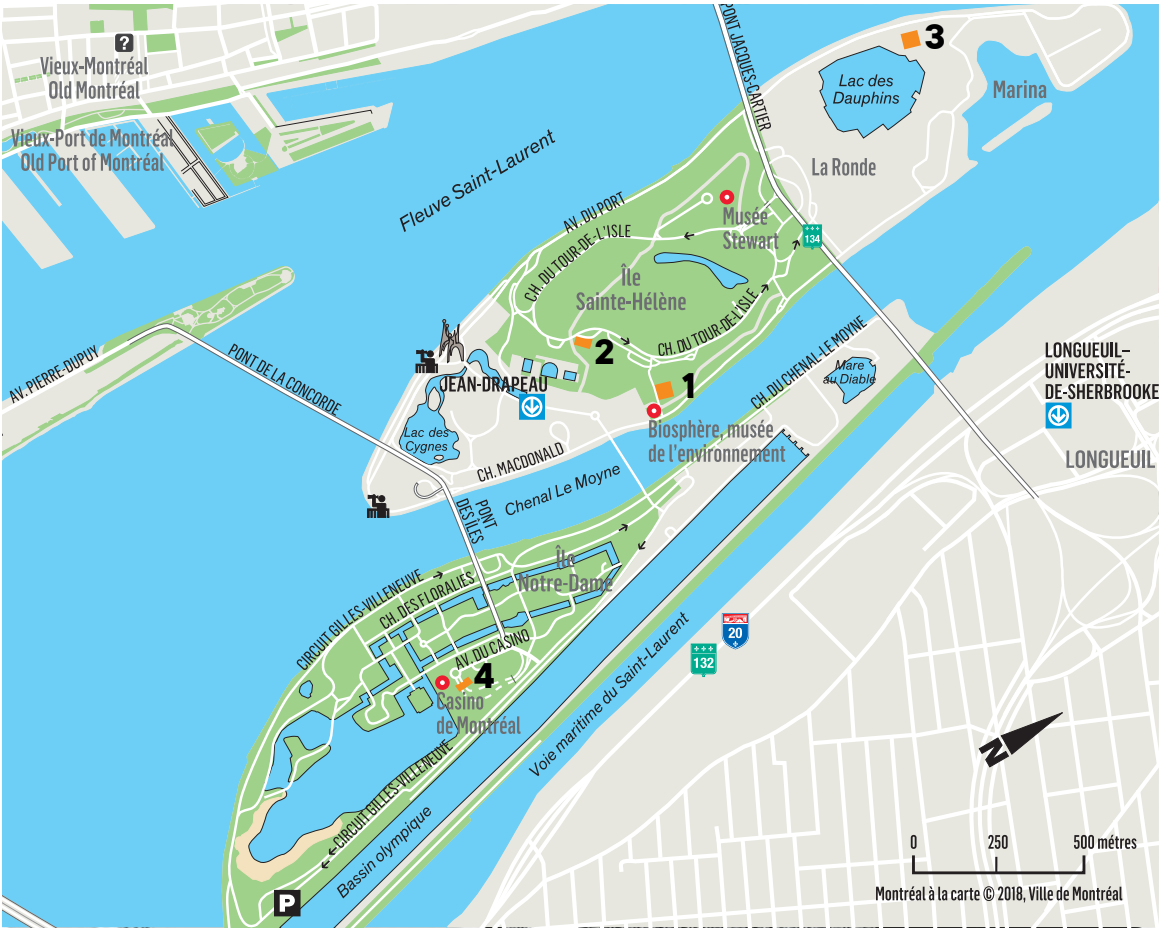 ?
Vieux-Montréal
Old Montréal
Vieux-Port de Montréal
Old Port of Montréal
Fleuve Saint-Laurent
PONT JACQUES-CARTIER
3
Lac des
Dauphins
Marina
La Ronde
AV. DU PORT
CH. DU TOUR-DE-L'ISLE
Musée
Stewart
134
Île
Sainte-Hélène
CH. DU TOUR-DE-L'ISLE
2
1
AV. PIERRE-DUPUY
PONT DE LA CONCORDE
JEAN-DRAPEAU
Lac des
Cygnes
CH. MACDONALD
Biosphère, musée
de l'environnement
CH. DU CHENAL-LE MOYNE
Mare
au Diable
LONGUEUIL–
UNIVERSITÉ-
DE-SHERBROOKE
LONGUEUIL
Chenal Le Moyne
PONT
DES ÎLES
Île
Notre-Dame
CIRCUIT GILLES-VILLENEUVE
CH. DES FLORALIES
AV. DU CASINO
4
Casino
de Montréal
20
132
Voie maritime du Saint-Laurent
CIRCUIT GILLES-VILLENEUVE
Bassin olympique
P
N
0 250 500 métres
Montréal à la carte © 2018, Ville de Montréal